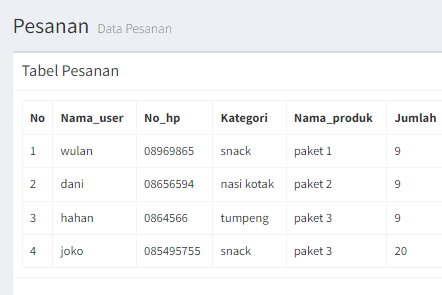 Pesanan Data Pesanan
Tabel Pesanan
No Nama_user No_hp Kategori Nama_produk Jumlah
1 wulan 08969865 snack paket 1 9
2 dani 08656594 nasi kotak paket 2 9
3 hahan 0864566 tumpeng paket 3 9
4 joko 085495755 snack paket 3 20